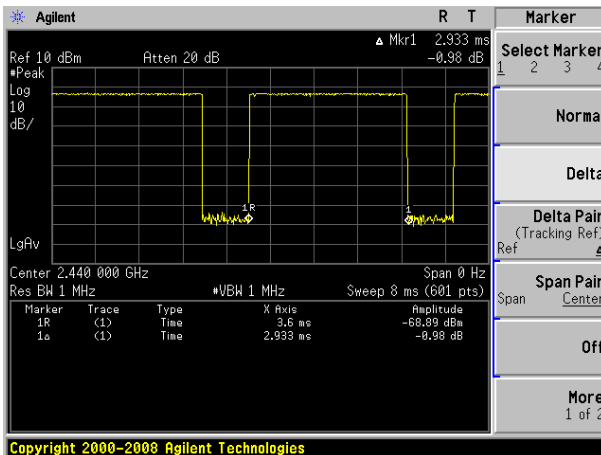 Agilent R T
Marker
Δ Mkr1 2.933 ms
Ref 10 dBm Atten 20 dB -0.98 dB
#Peak
Log
10
dB/
1R
1
LgAv
Center 2.440 000 GHz Span 0 Hz
Res BW 1 MHz #VBW 1 MHz Sweep 8 ms (601 pts)
Marker Trace Type X Axis Amplitude
1R (1) Time 3.6 ms -68.89 dBm
1Δ (1) Time 2.933 ms -0.98 dB
Copyright 2000-2008 Agilent Technologies
Select Marker
1 2 3 4
Norma
Delta
Delta Pair
(Tracking Ref)
Ref Δ
Span Pair
Span Center
Off
More
1 of 2